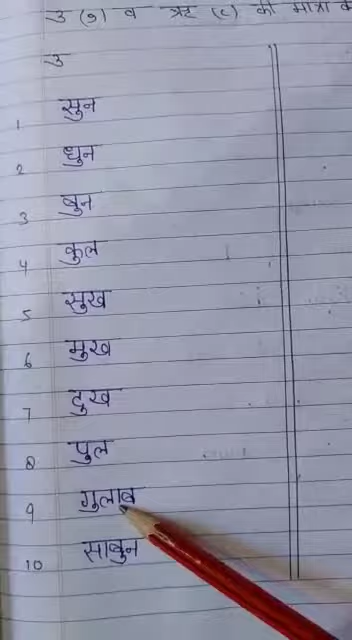 उ (ु) व ऋ (ृ) की मात्रा
उ
1 सुन
2 धुन
3 बुन
4 कुल
5 सुख
6 मुख
7 दुख
8 पुल
9 गुलाब
10 साबुन